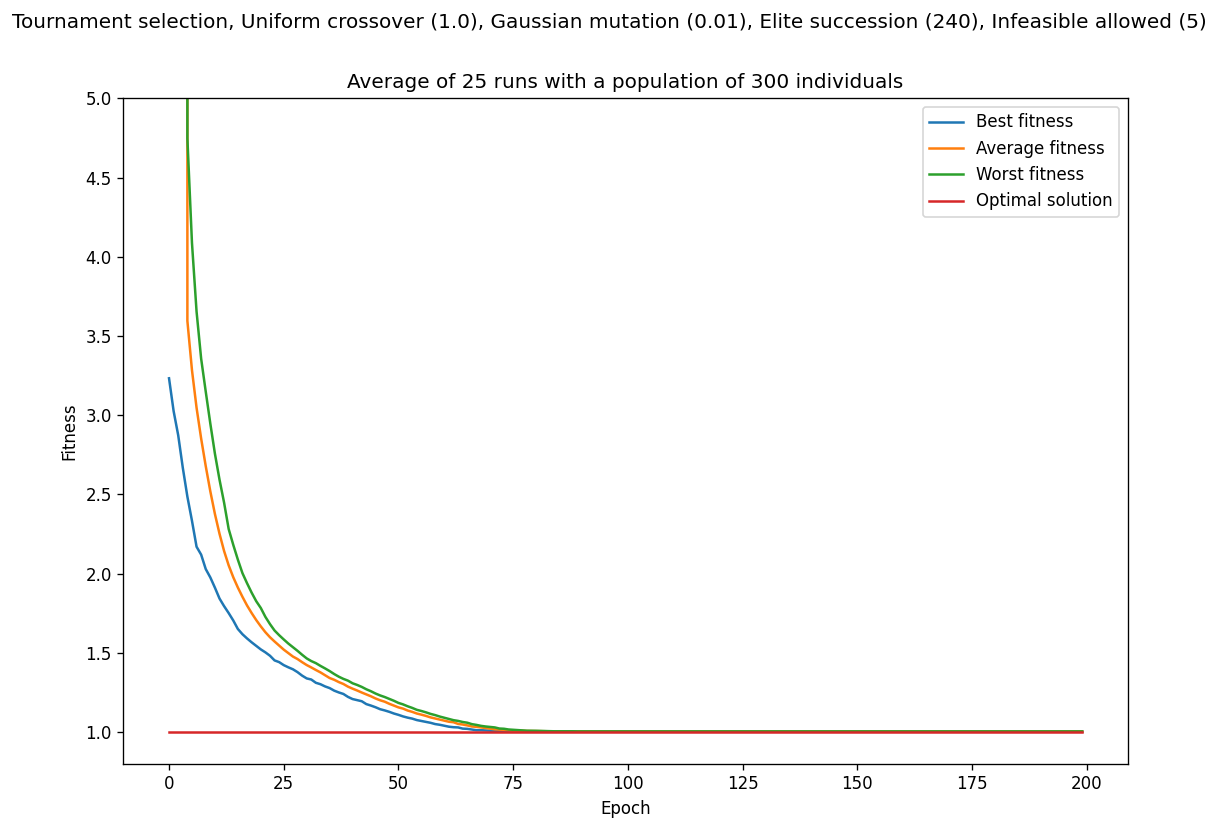 Tournament selection, Uniform crossover (1.0), Gaussian mutation (0.01), Elite succession (240), Infeasible allowed (5)
Average of 25 runs with a population of 300 individuals
5.0
4.5
4.0
3.5
3.0
2.5
2.0
1.5
1.0
Fitness
Best fitness
Average fitness
Worst fitness
Optimal solution
0 25 50 75 100 125 150 175 200
Epoch